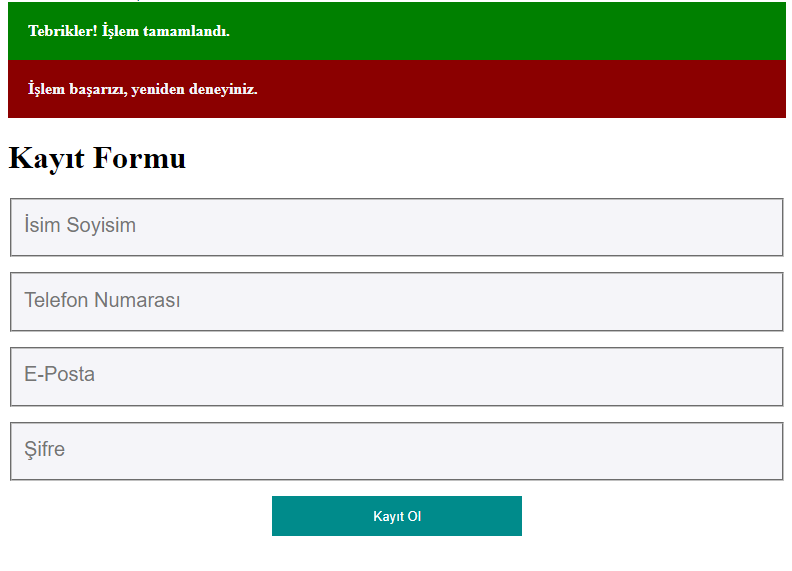 Tebrikler! İşlem tamamlandı.
İşlem başarızı, yeniden deneyiniz.
Kayıt Formu
İsim Soyisim
Telefon Numarası
E-Posta
Şifre
Kayıt Ol